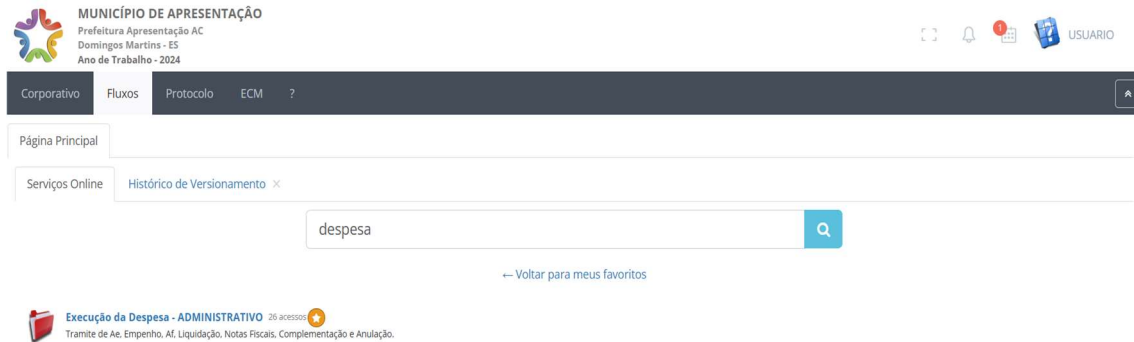 MUNICÍPIO DE APRESENTAÇÂO
Prefeitura Apresentação AC
Domingos Martins - ES
Ano de Trabalho - 2024
1
USUARIO
Corporativo Fluxos Protocolo ECM ?
Página Principal
Serviços Online Histórico de Versionamento ×
despesa
← Voltar para meus favoritos
Execução da Despesa - ADMINISTRATIVO 26 acessos
Tramite de Ae, Empenho, Af, Liquidação, Notas Fiscais, Complementação e Anulação.